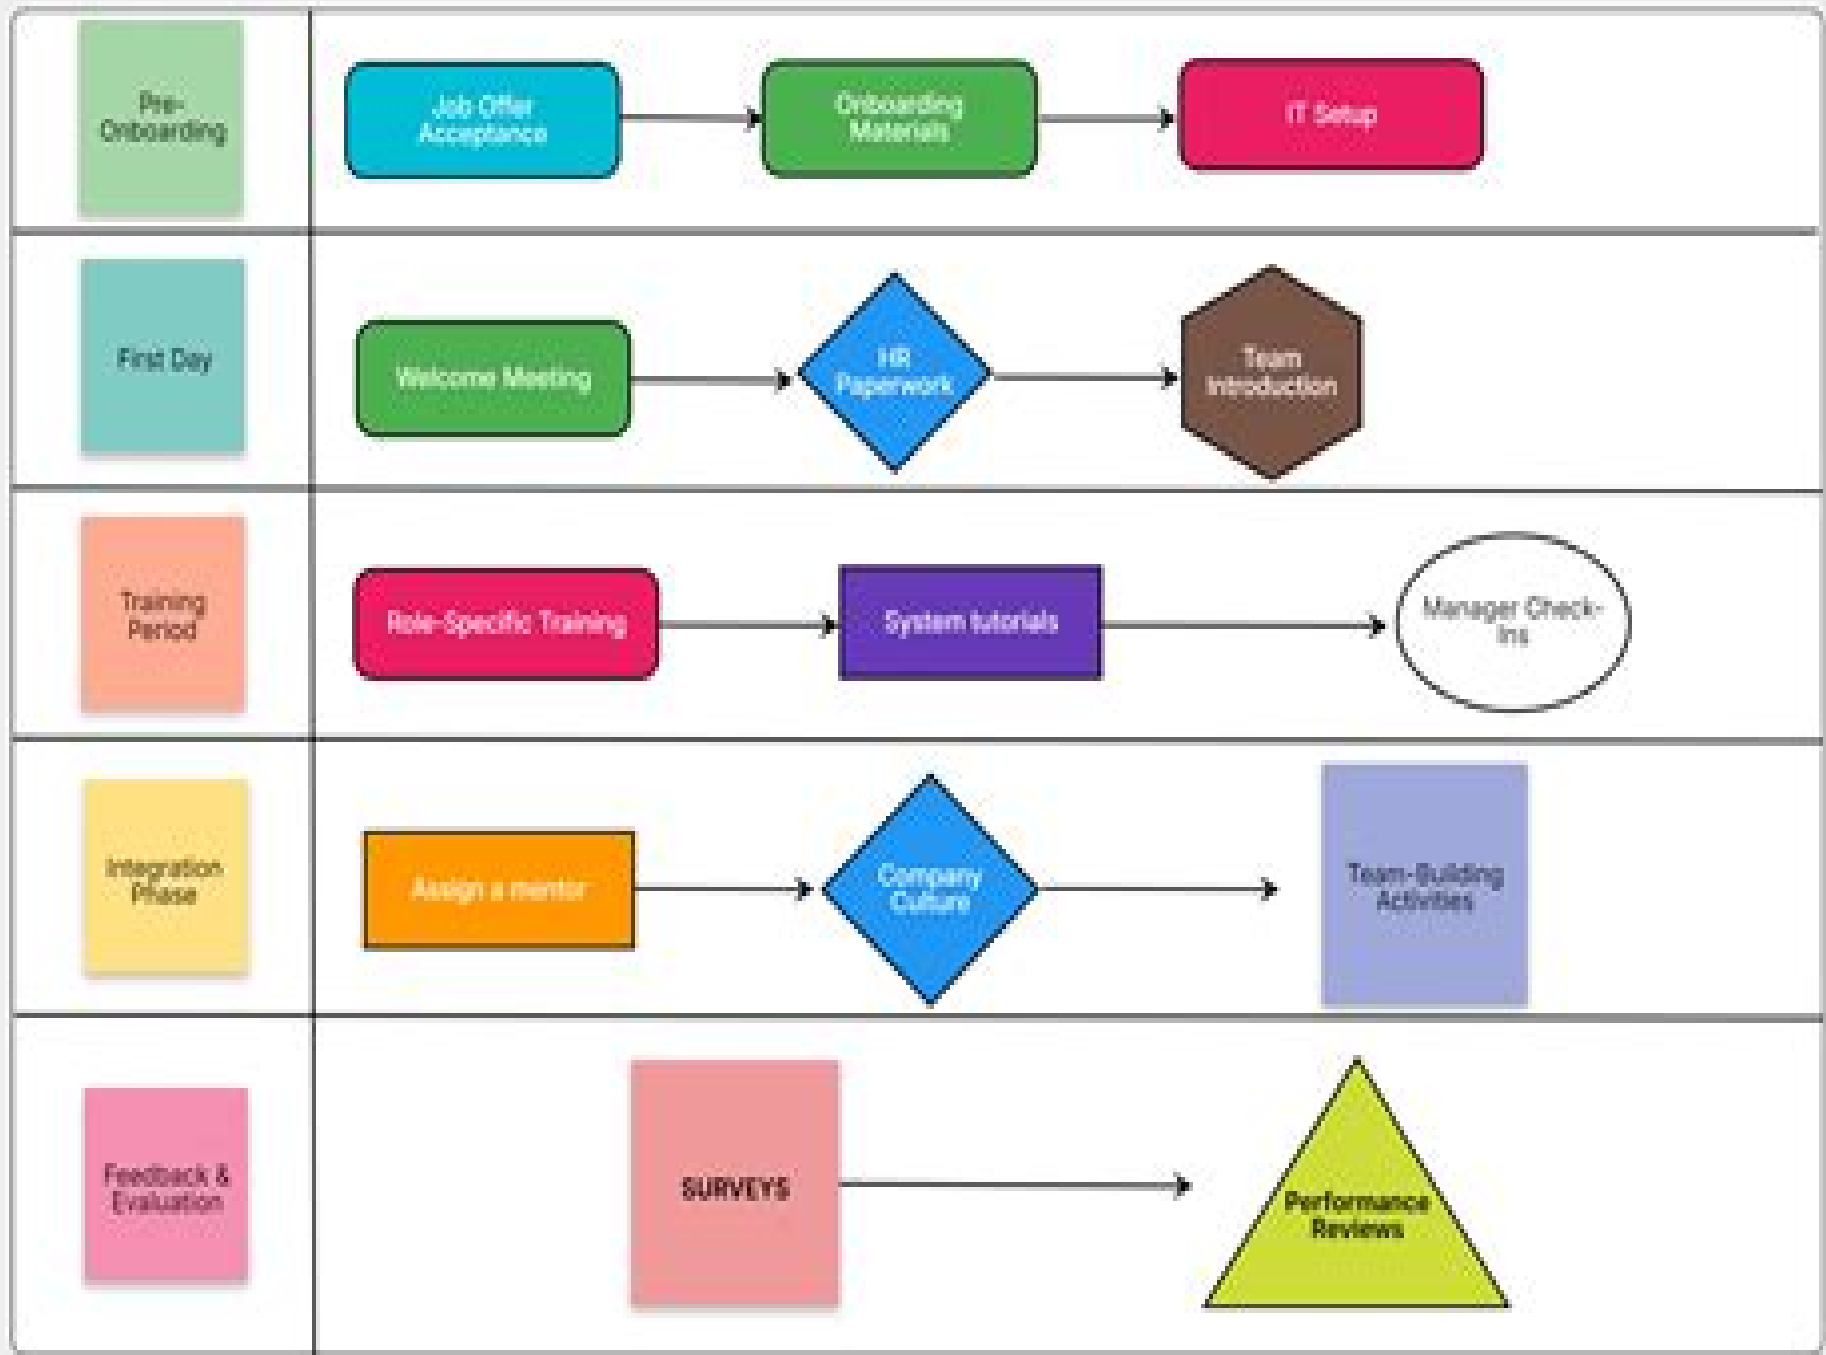 Pre-
Onboarding
Job Offer
Acceptance
Onboarding
Materials
IT Setup
First Day
Welcome Meeting
HR
Paperwork
Team
Introduction
Training
Period
Role-Specific Training
System tutorials
Manager Check-
Ins
Integration
Phase
Assign a mentor
Company
Culture
Team-Building
Activities
Feedback &
Evaluation
SURVEYS
Performance
Reviews